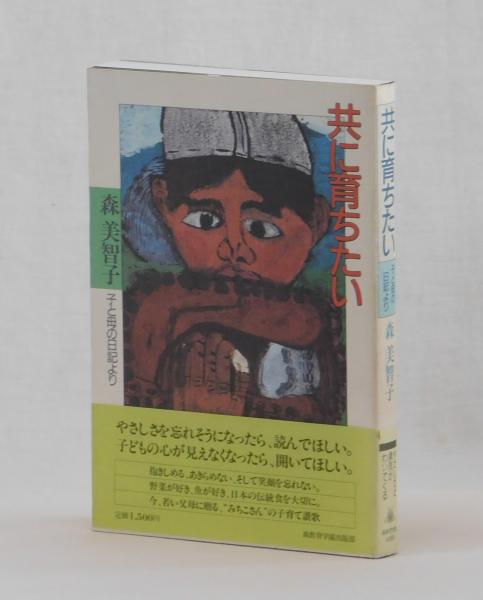 共に育ちたい
森 美智子
子と母の日記より
やさしさを忘れそうになったら、読んでほしい。
子どもの心が見えなくなったら、開いてほしい。
抱きしめる、あきらめない、そして笑顔を忘れない。
野菜が好き、魚が好き、日本の伝統食を大切に。
今、若い父母に贈る、“みちこさん”の子育て讃歌
定価1,500円
共に育ちたい
日記より
森 美智子